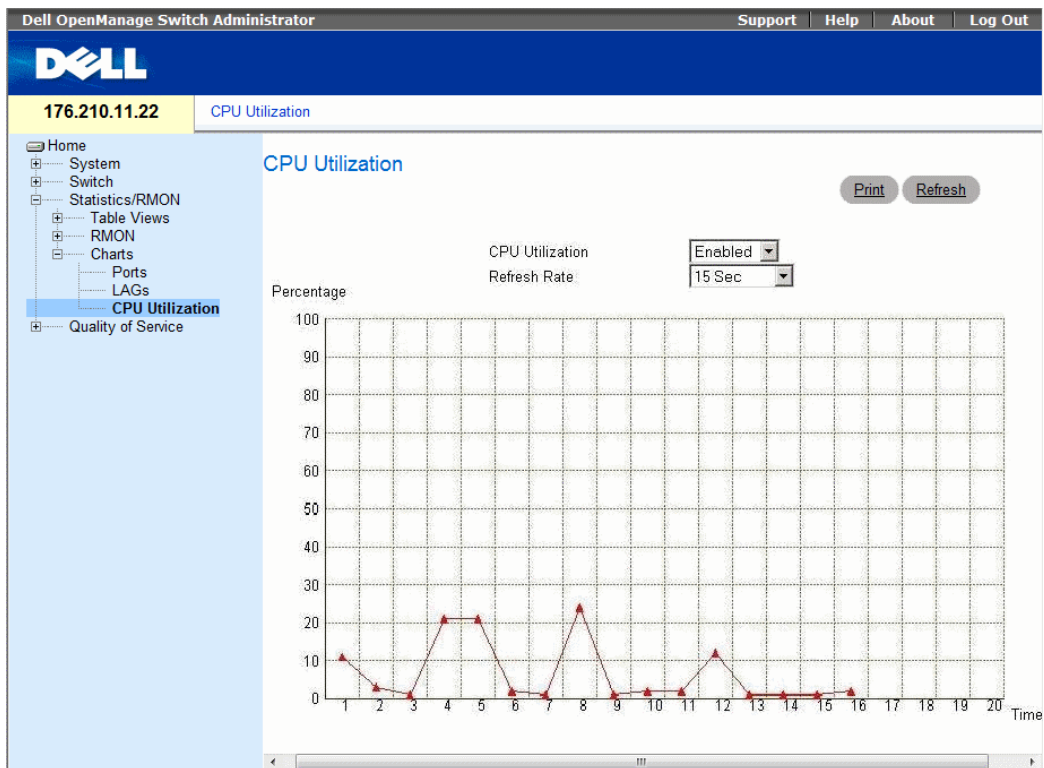 Dell OpenManage Switch Administrator
Support Help About Log Out
DELL
176.210.11.22
CPU Utilization
Home
System
Switch
Statistics/RMON
Table Views
RMON
Charts
Ports
LAGs
CPU Utilization
Quality of Service
CPU Utilization
Print Refresh
CPU Utilization Enabled
Refresh Rate 15 Sec
Percentage
100
90
80
70
60
50
40
30
20
10
0
1 2 3 4 5 6 7 8 9 10 11 12 13 14 15 16 17 18 19 20
Time